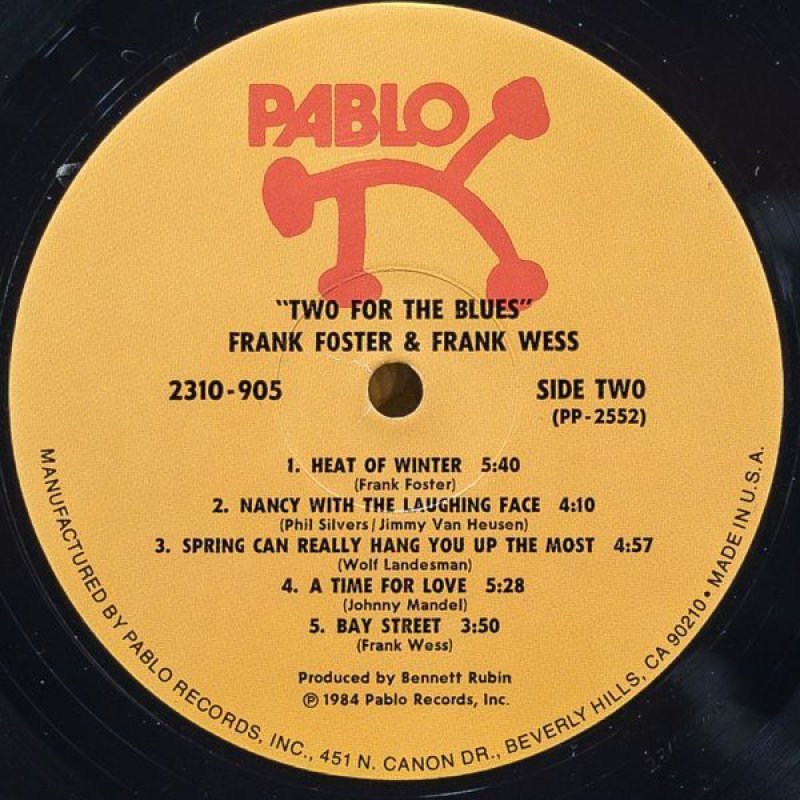 PABLO
"TWO FOR THE BLUES"
FRANK FOSTER & FRANK WESS
2310-905
SIDE TWO
(PP-2552)
1. HEAT OF WINTER 5:40
(Frank Foster)
2. NANCY WITH THE LAUGHING FACE 4:10
(Phil Silvers/Jimmy Van Heusen)
3. SPRING CAN REALLY HANG YOU UP THE MOST 4:57
(Wolf Landesman)
4. A TIME FOR LOVE 5:28
(Johnny Mandel)
5. BAY STREET 3:50
(Frank Wess)
Produced by Bennett Rubin
℗ 1984 Pablo Records, Inc.
MANUFACTURED BY PABLO RECORDS, INC., 451 N. CANON DR., BEVERLY HILLS, CA 90210 • MADE IN U.S.A.